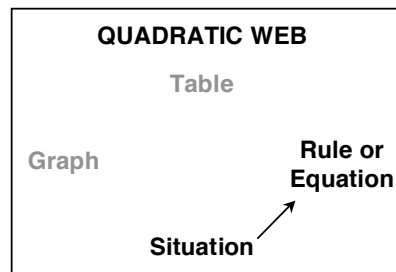 QUADRATIC WEB
Table
Graph
Rule or
Equation
Situation